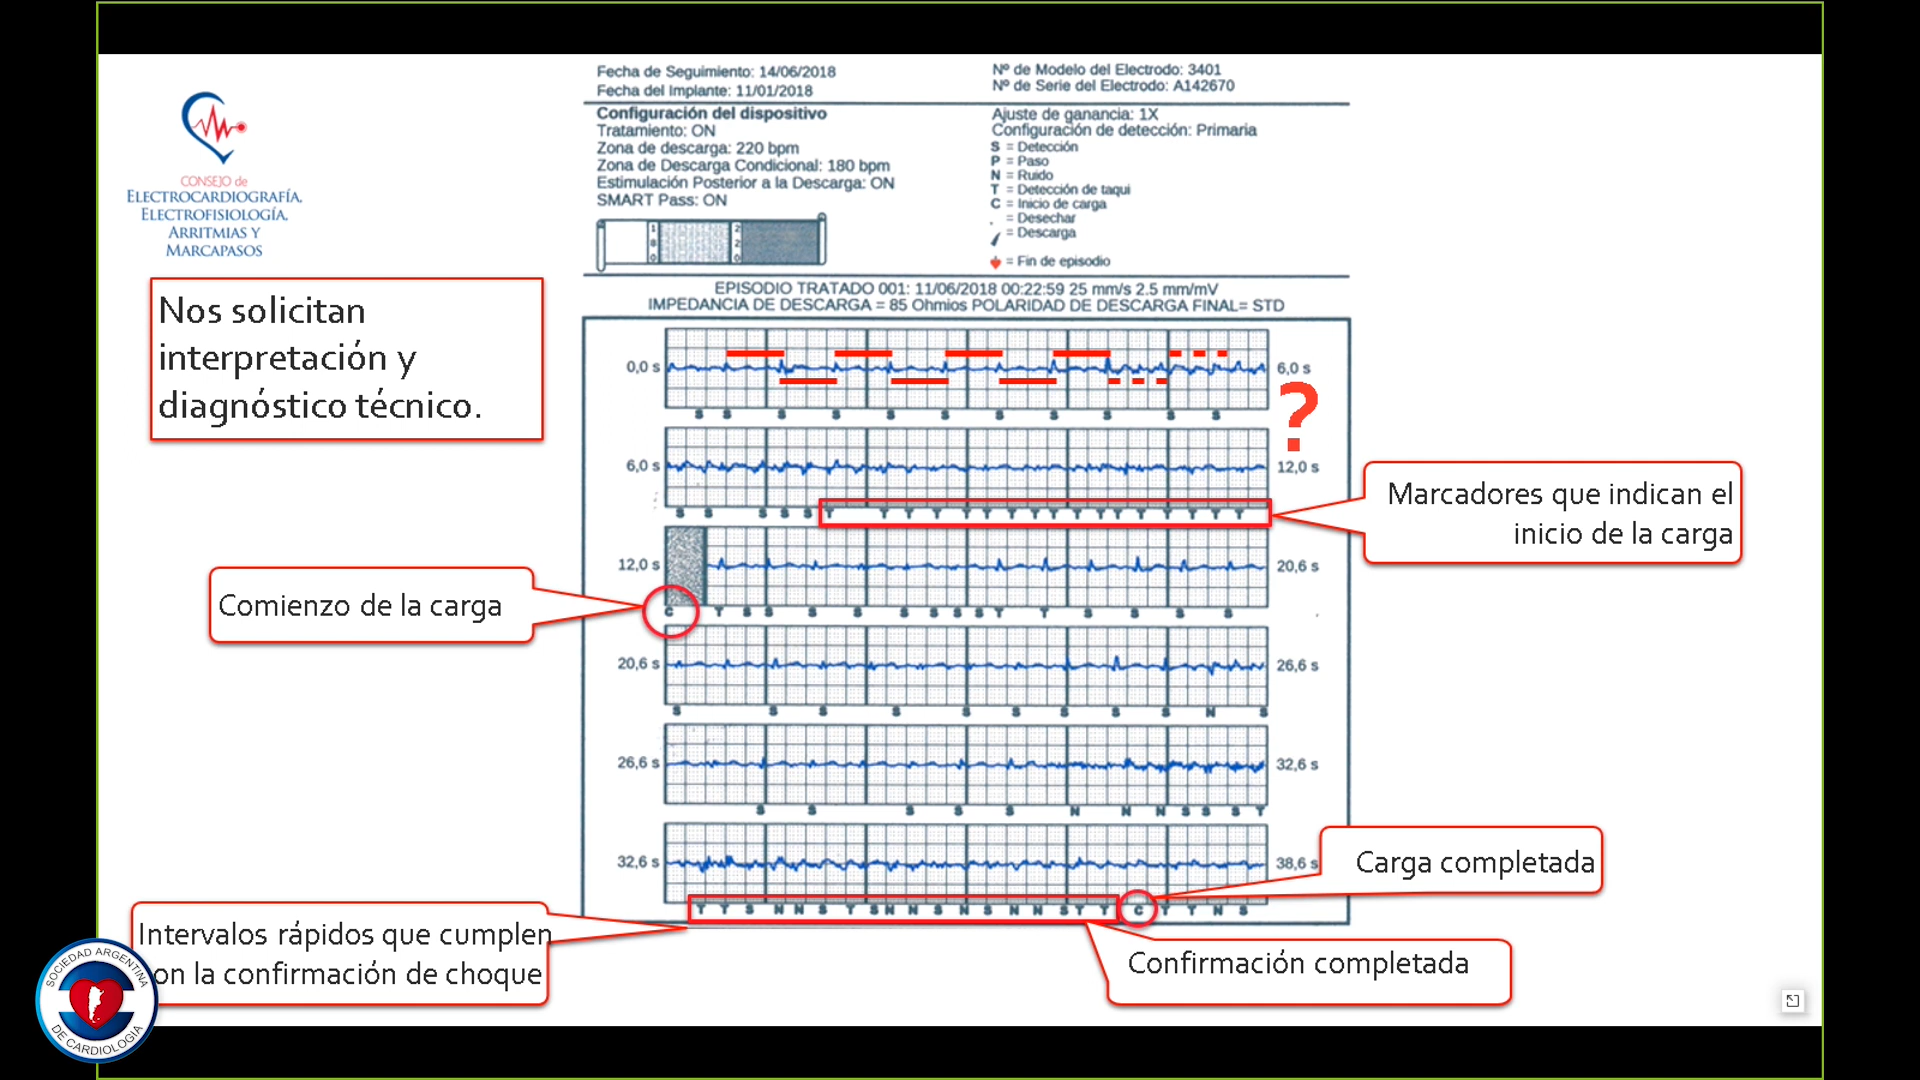 Fecha de Seguimiento: 14/06/2018
Fecha del Implante: 11/01/2018
Nº de Modelo del Electrodo: 3401
Nº de Serie del Electrodo: A142670
CONSEJO de
ELECTROCARDIOGRAFÍA,
ELECTROFISIOLOGÍA,
ARRITMIAS Y
MARCAPASOS
Configuración del dispositivo
Tratamiento: ON
Zona de descarga: 220 bpm
Zona de Descarga Condicional: 180 bpm
Estimulación Posterior a la Descarga: ON
SMART Pass: ON
180
220
Ajuste de ganancia: 1X
Configuración de detección: Primaria
S = Detección
P = Paso
N = Ruido
T = Detección de taqui
C = Inicio de carga
. = Desechar
= Descarga
= Fin de episodio
Nos solicitan
interpretación y
diagnóstico técnico.
EPISODIO TRATADO 001: 11/06/2018 00:22:59 25 mm/s 2.5 mm/mV
IMPEDANCIA DE DESCARGA = 85 Ohmios POLARIDAD DE DESCARGA FINAL= STD
0,0 s
6,0 s
S S S S S S S S S S S
?
6,0 s
12,0 s
S S S S S T T T T T T T T T T T T T T T T
Marcadores que indican el
inicio de la carga
12,0 s
20,6 s
C T S S S S S S S S T T S S S S
Comienzo de la carga
20,6 s
26,6 s
S S S S S S S S S N S
26,6 s
32,6 s
S S S S S N N N S S S T
32,6 s
38,6 s
T T S N N S T S N N S N S N N S T T C T T N S
Carga completada
Intervalos rápidos que cumplen
on la confirmación de choque
Confirmación completada
SOCIEDAD ARGENTINA
DE CARDIOLOGIA